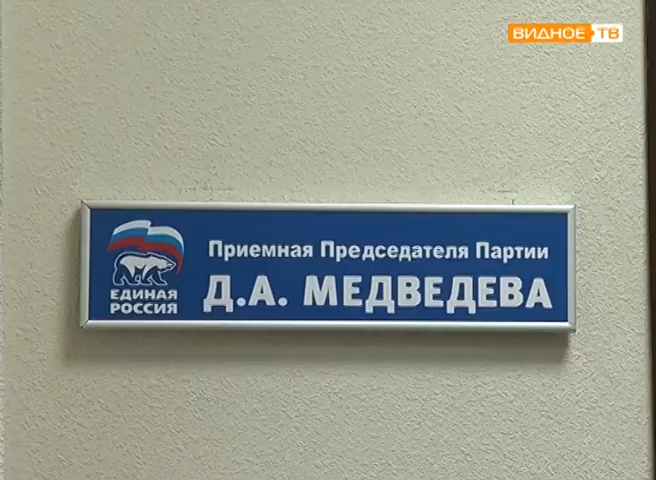 ВИДНОЕ ТВ
Приемная Председателя Партии
Д.А. МЕДВЕДЕВА
ЕДИНАЯ
РОССИЯ